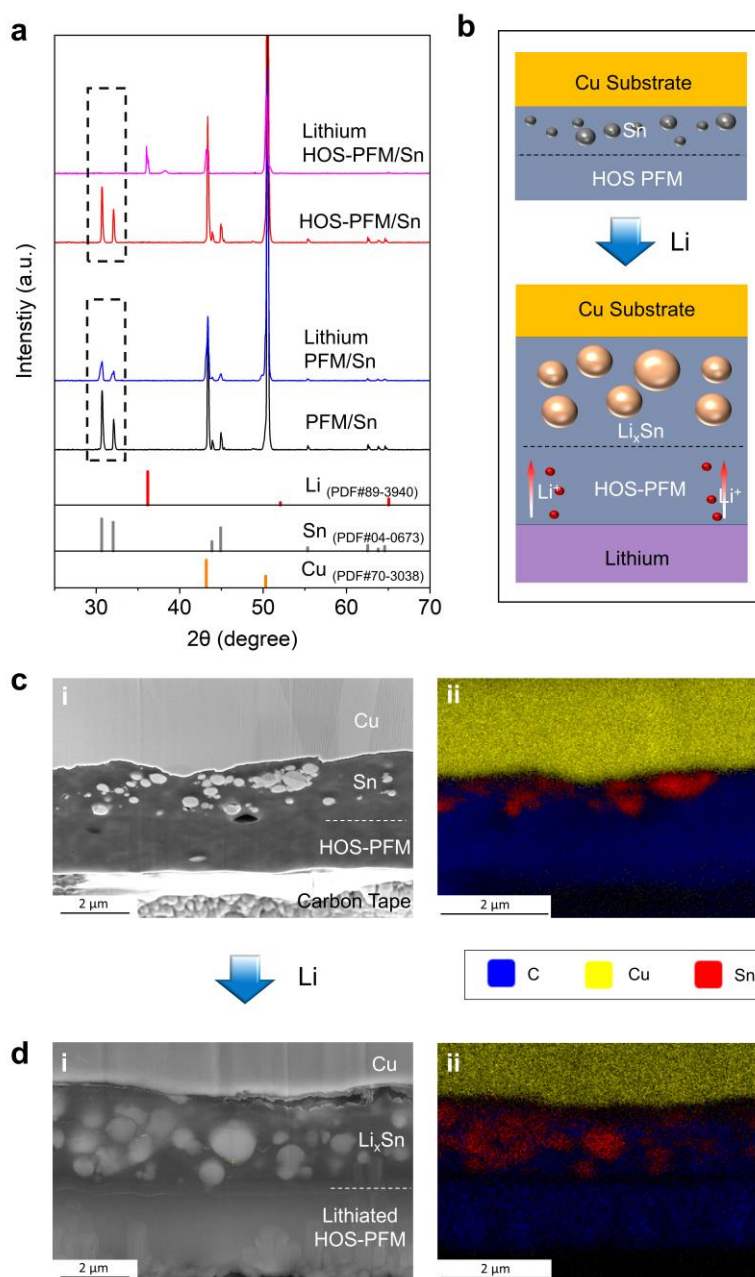 a
Lithium
HOS-PFM/Sn
HOS-PFM/Sn
Lithium
PFM/Sn
PFM/Sn
Li (PDF#89-3940)
Sn (PDF#04-0673)
Cu (PDF#70-3038)
Intenstiy (a.u.)
30 40 50 60 70
2θ (degree)
b
Cu Substrate
Sn
HOS PFM
Li
Cu Substrate
LixSn
Li+
HOS-PFM
Li+
Lithium
c
i
Cu
Sn
HOS-PFM
Carbon Tape
2 μm
ii
2 μm
Li
C Cu Sn
d
i
Cu
LixSn
Lithiated
HOS-PFM
2 μm
ii
2 μm